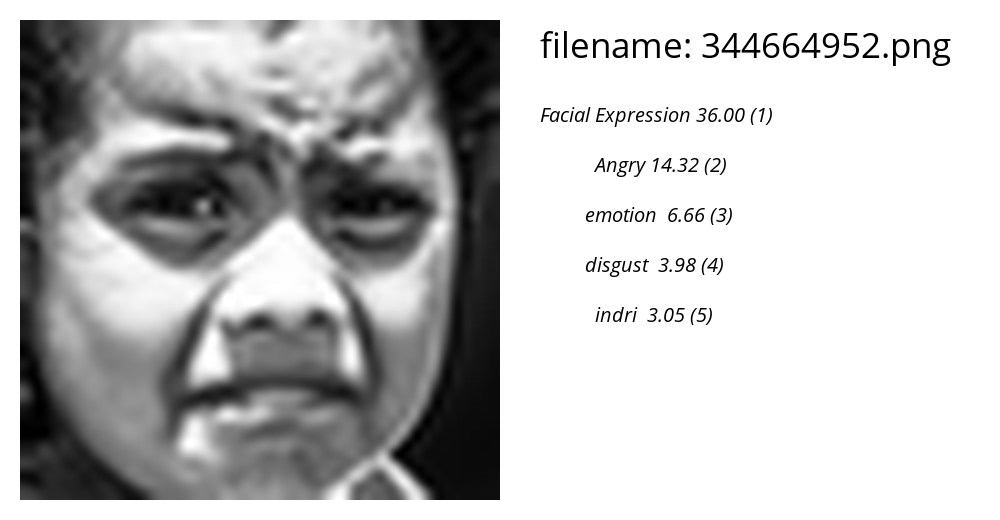 filename: 344664952.png
Facial Expression 36.00 (1)
Angry 14.32 (2)
emotion 6.66 (3)
disgust 3.98 (4)
indri 3.05 (5)